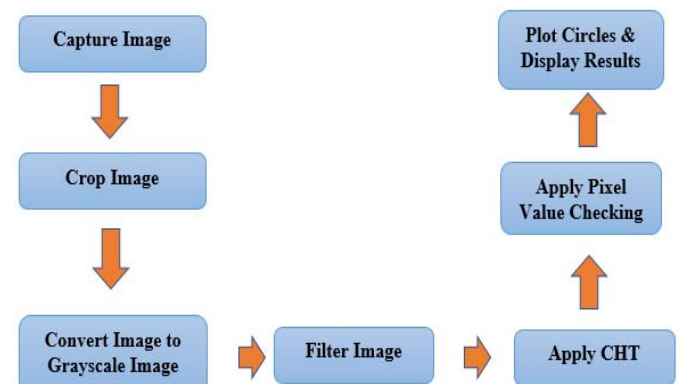 Capture Image
Crop Image
Convert Image to
Grayscale Image
Filter Image
Apply CHT
Apply Pixel
Value Checking
Plot Circles &
Display Results